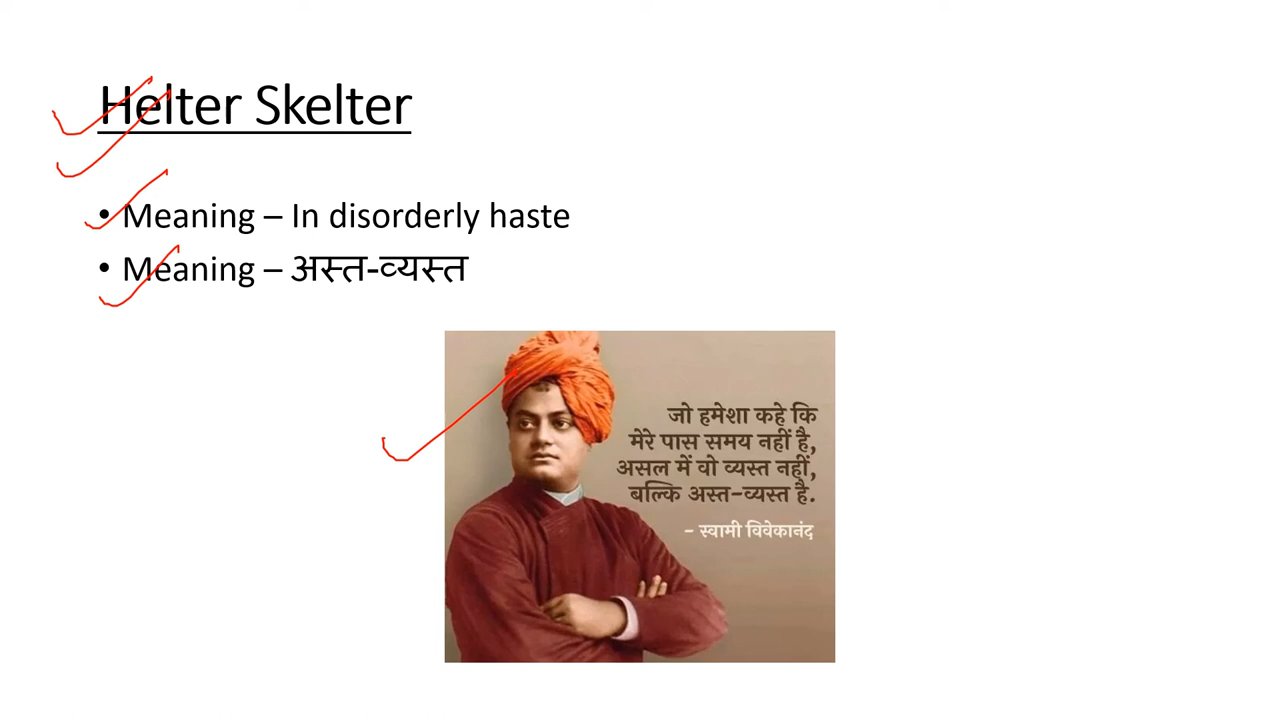 Helter Skelter
• Meaning – In disorderly haste
• Meaning – अस्त-व्यस्त
जो हमेशा कहे कि
मेरे पास समय नहीं है,
असल में वो व्यस्त नहीं,
बल्कि अस्त-व्यस्त है.
- स्वामी विवेकानंद